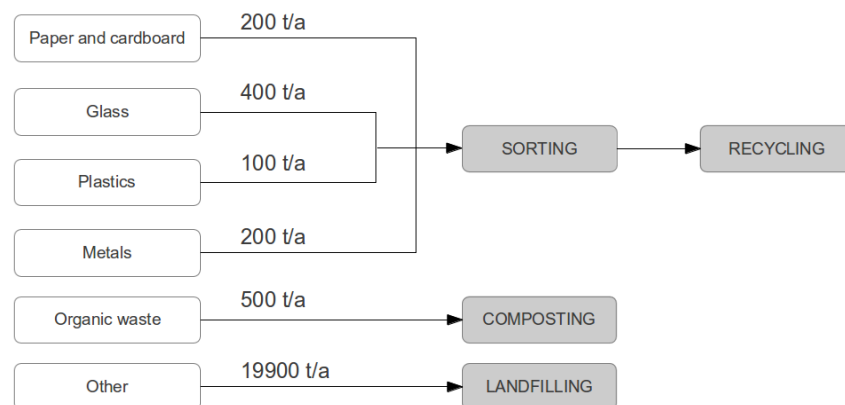 Paper and cardboard
200 t/a
Glass
400 t/a
Plastics
100 t/a
SORTING
RECYCLING
Metals
200 t/a
Organic waste
500 t/a
COMPOSTING
Other
19900 t/a
LANDFILLING